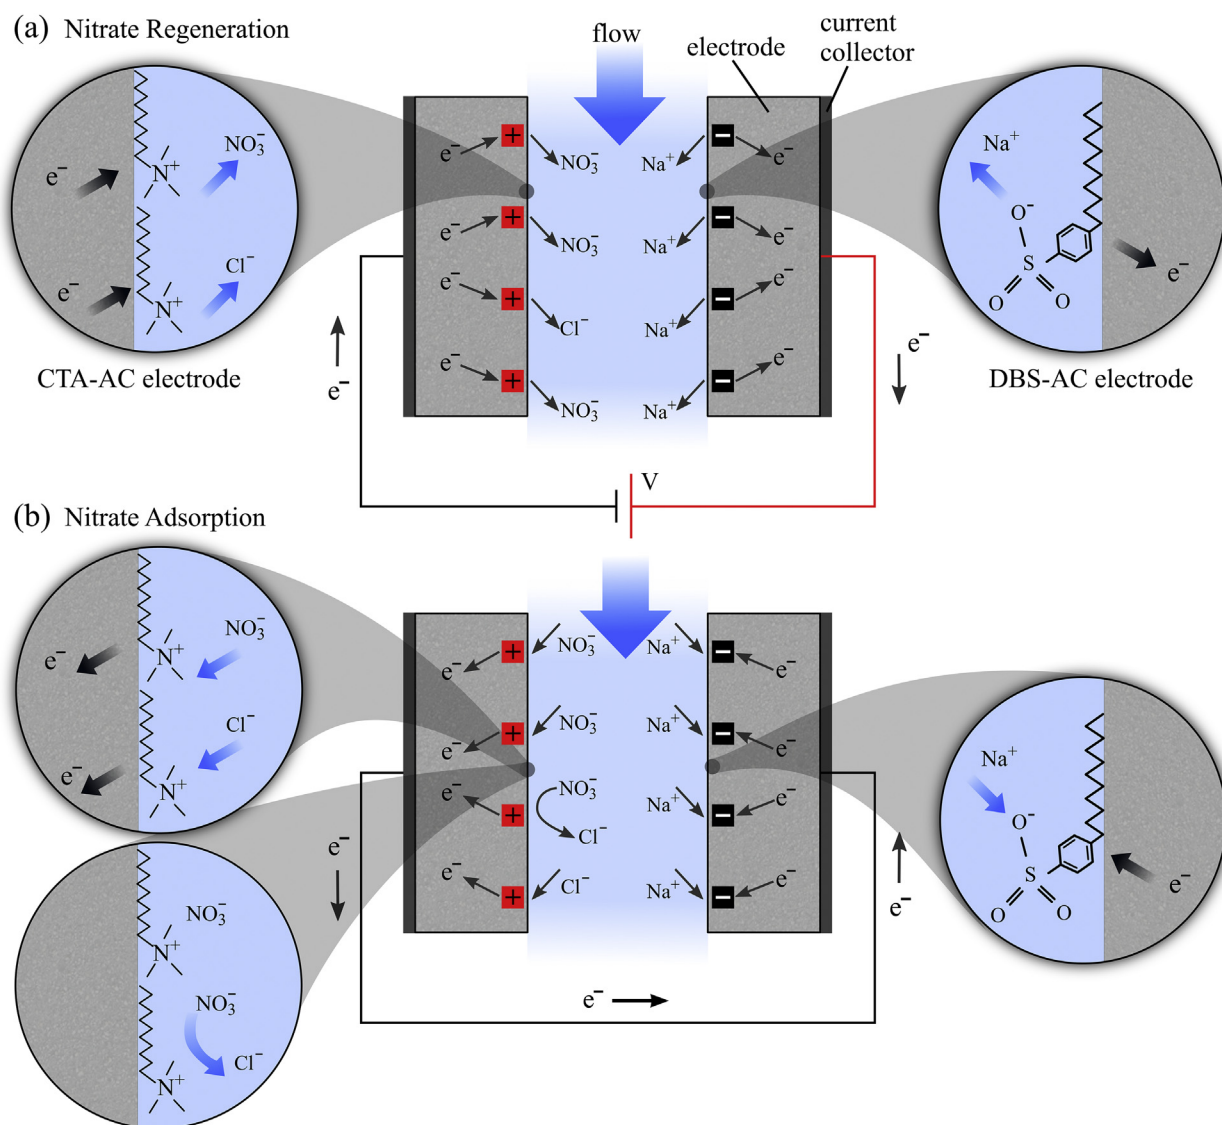 (a) Nitrate Regeneration
flow
electrode
current
collector
NO₃⁻
e⁻
N⁺
Cl⁻
e⁻
N⁺
CTA-AC electrode
e⁻ + NO₃⁻
e⁻ + NO₃⁻
e⁻ + Cl⁻
e⁻ + NO₃⁻
Na⁺ − e⁻
Na⁺ − e⁻
Na⁺ − e⁻
Na⁺ − e⁻
Na⁺
O⁻
S
O O
e⁻
DBS-AC electrode
e⁻
e⁻
V
(b) Nitrate Adsorption
NO₃⁻
e⁻
N⁺
Cl⁻
e⁻
N⁺
NO₃⁻
N⁺
NO₃⁻
Cl⁻
N⁺
e⁻ + NO₃⁻
e⁻ + NO₃⁻
e⁻ + NO₃⁻
Cl⁻
e⁻ + Cl⁻
Na⁺ − e⁻
Na⁺ − e⁻
Na⁺ − e⁻
Na⁺ − e⁻
Na⁺
O⁻
S
O O
e⁻
e⁻
e⁻
e⁻